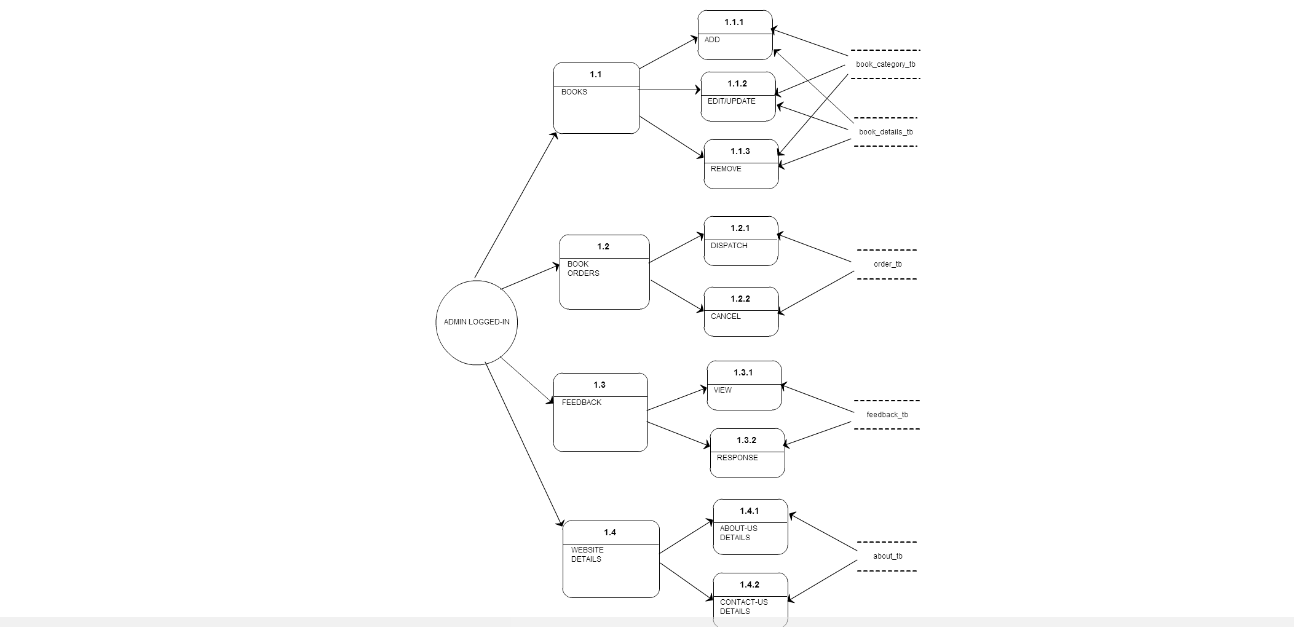 1.1.1
ADD
book_category_tb
1.1
BOOKS
1.1.2
EDIT/UPDATE
book_details_tb
1.1.3
REMOVE
1.2.1
DISPATCH
1.2
BOOK
ORDERS
order_tb
1.2.2
CANCEL
ADMIN LOGGED-IN
1.3.1
VIEW
1.3
FEEDBACK
feedback_tb
1.3.2
RESPONSE
1.4.1
ABOUT-US
DETAILS
1.4
WEBSITE
DETAILS
about_tb
1.4.2
CONTACT-US
DETAILS